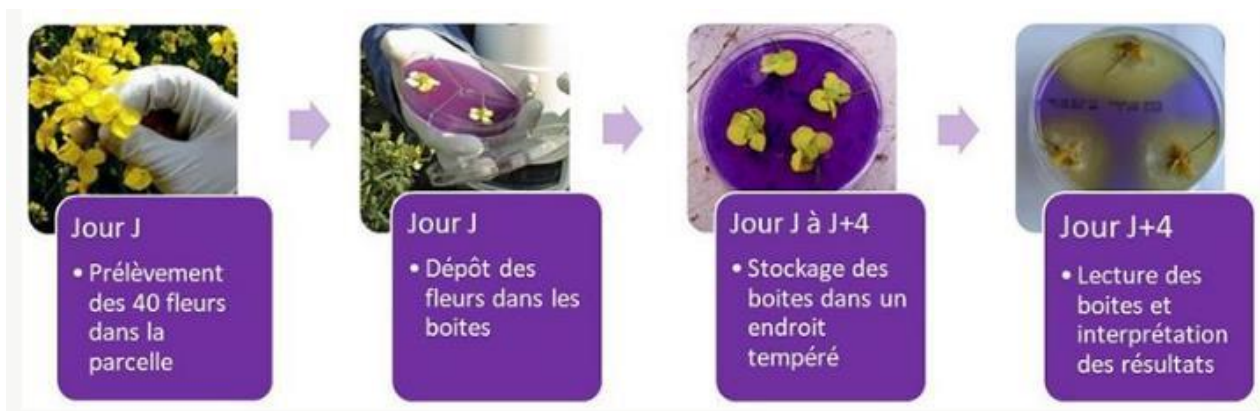 Jour J
• Prélèvement
des 40 fleurs
dans la
parcelle
Jour J
• Dépôt des
fleurs dans les
boites
Jour J à J+4
• Stockage des
boites dans un
endroit
tempéré
Jour J+4
• Lecture des
boites et
interprétation
des résultats